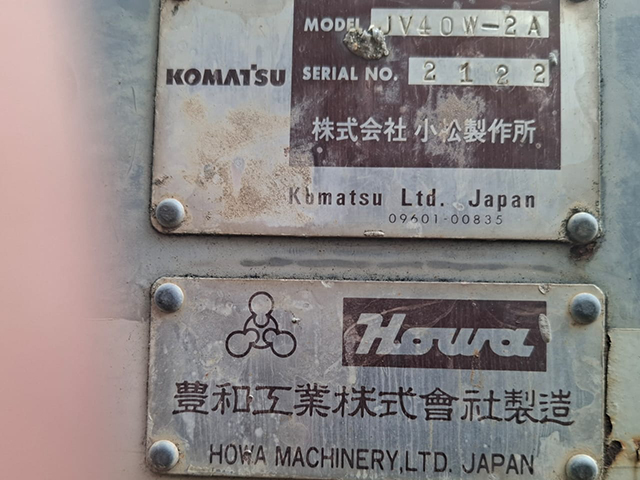 MODEL JV40W-2A
KOMATSU SERIAL NO. 2122
株式会社 小松製作所
Komatsu Ltd. Japan
09601-00835
Howa
豊和工業株式會社製造
HOWA MACHINERY,LTD. JAPAN